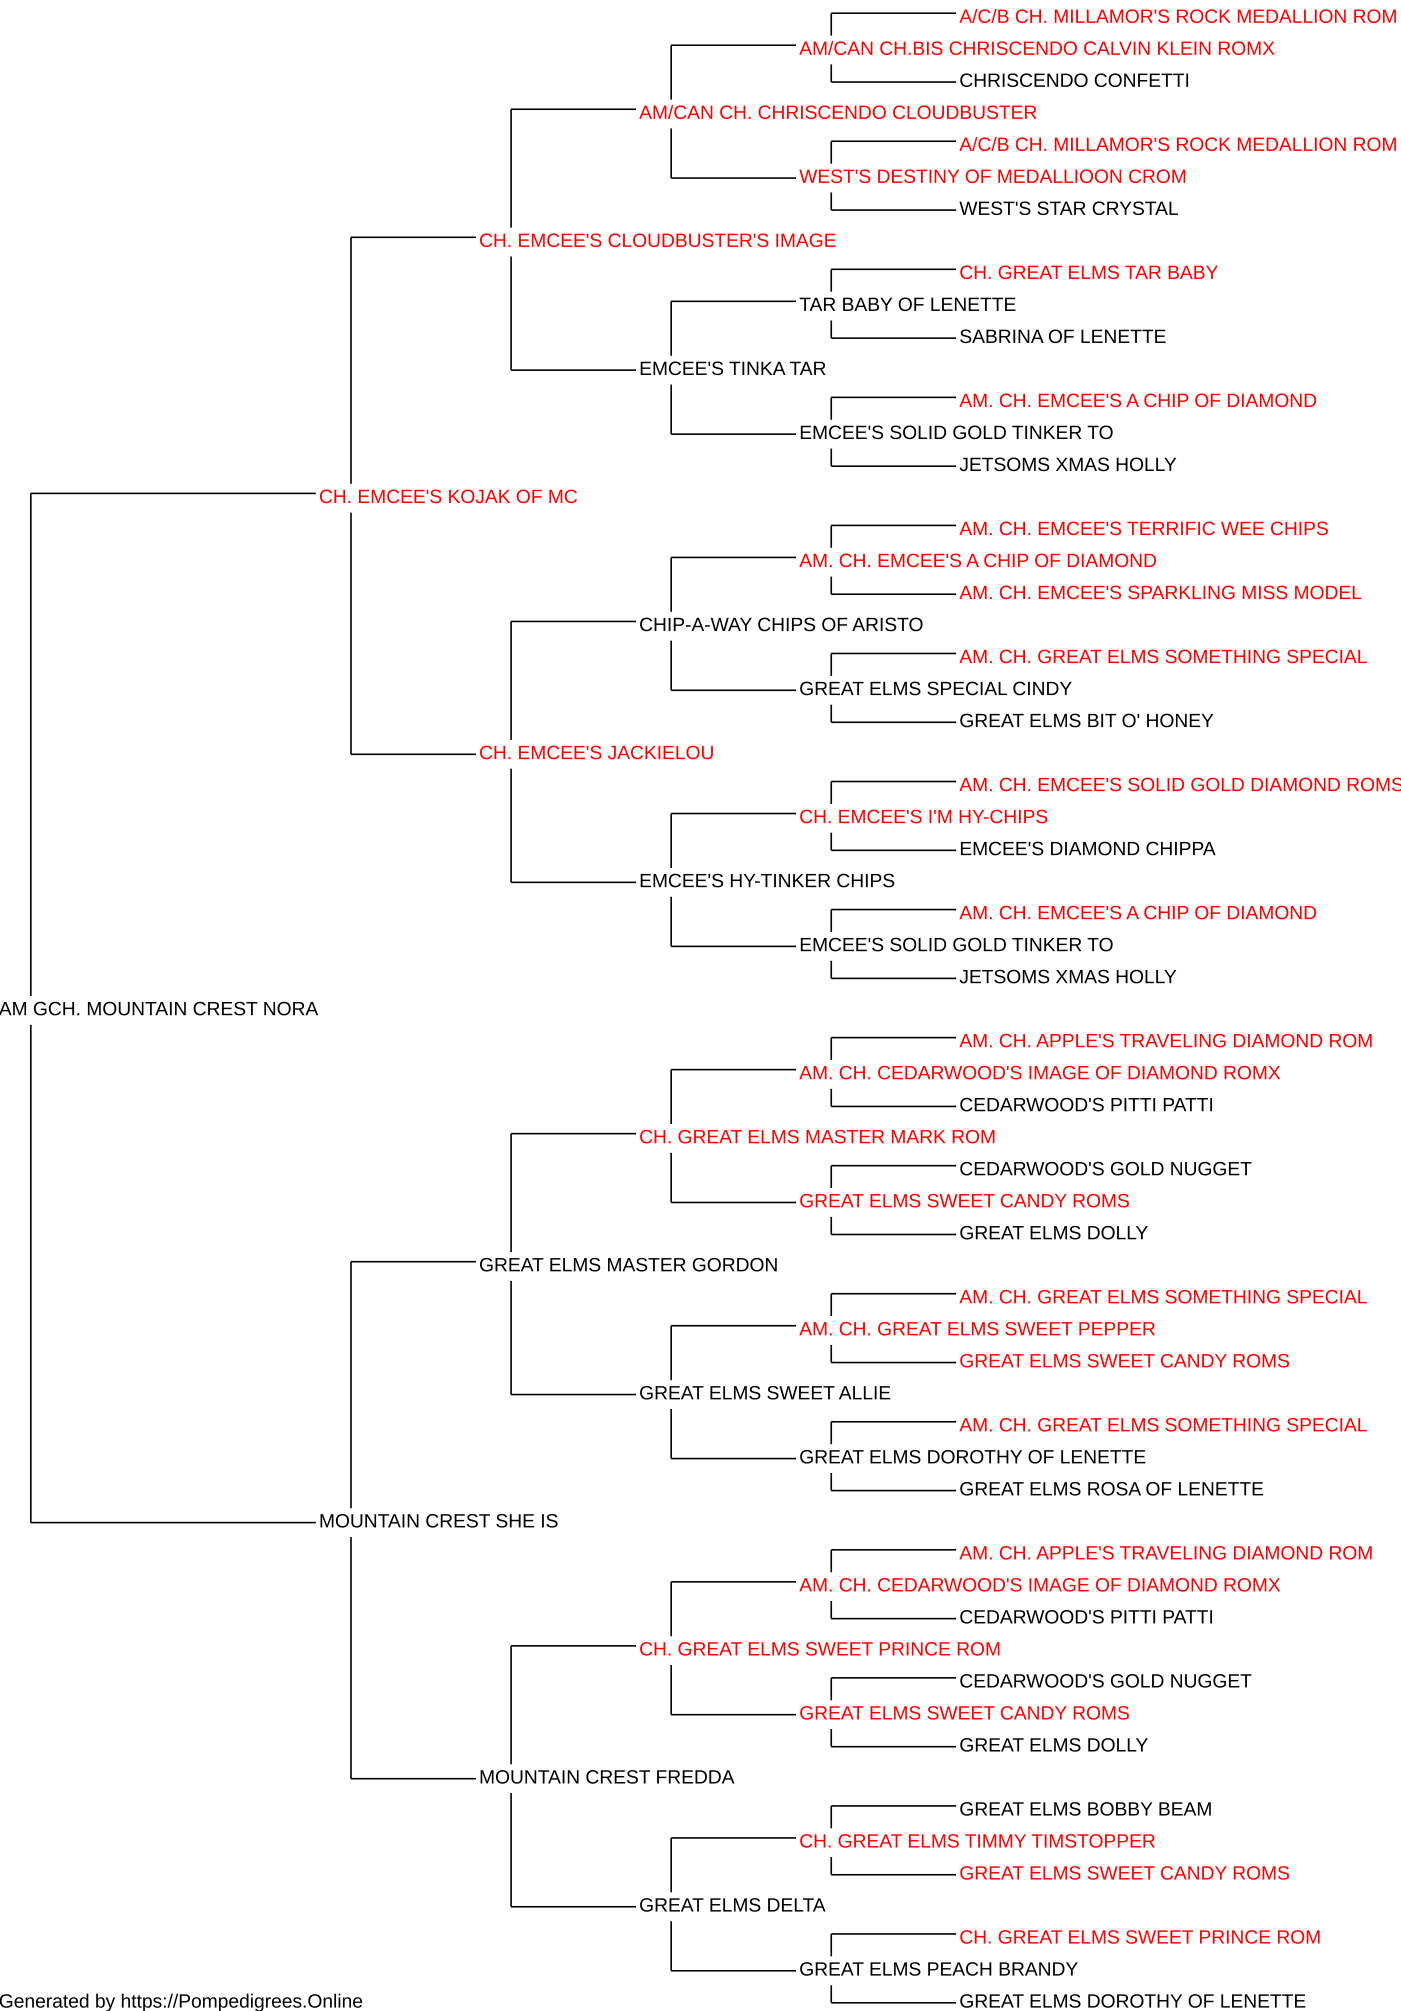 A/C/B CH. MILLAMOR'S ROCK MEDALLION ROM
AM/CAN CH.BIS CHRISCENDO CALVIN KLEIN ROMX
CHRISCENDO CONFETTI
AM/CAN CH. CHRISCENDO CLOUDBUSTER
A/C/B CH. MILLAMOR'S ROCK MEDALLION ROM
WEST'S DESTINY OF MEDALLIOON CROM
WEST'S STAR CRYSTAL
CH. EMCEE'S CLOUDBUSTER'S IMAGE
CH. GREAT ELMS TAR BABY
TAR BABY OF LENETTE
SABRINA OF LENETTE
EMCEE'S TINKA TAR
AM. CH. EMCEE'S A CHIP OF DIAMOND
EMCEE'S SOLID GOLD TINKER TO
JETSOMS XMAS HOLLY
CH. EMCEE'S KOJAK OF MC
AM. CH. EMCEE'S TERRIFIC WEE CHIPS
AM. CH. EMCEE'S A CHIP OF DIAMOND
AM. CH. EMCEE'S SPARKLING MISS MODEL
CHIP-A-WAY CHIPS OF ARISTO
AM. CH. GREAT ELMS SOMETHING SPECIAL
GREAT ELMS SPECIAL CINDY
GREAT ELMS BIT O' HONEY
CH. EMCEE'S JACKIELOU
AM. CH. EMCEE'S SOLID GOLD DIAMOND ROMS
CH. EMCEE'S I'M HY-CHIPS
EMCEE'S DIAMOND CHIPPA
EMCEE'S HY-TINKER CHIPS
AM. CH. EMCEE'S A CHIP OF DIAMOND
EMCEE'S SOLID GOLD TINKER TO
JETSOMS XMAS HOLLY
AM GCH. MOUNTAIN CREST NORA
AM. CH. APPLE'S TRAVELING DIAMOND ROM
AM. CH. CEDARWOOD'S IMAGE OF DIAMOND ROMX
CEDARWOOD'S PITTI PATTI
CH. GREAT ELMS MASTER MARK ROM
CEDARWOOD'S GOLD NUGGET
GREAT ELMS SWEET CANDY ROMS
GREAT ELMS DOLLY
GREAT ELMS MASTER GORDON
AM. CH. GREAT ELMS SOMETHING SPECIAL
AM. CH. GREAT ELMS SWEET PEPPER
GREAT ELMS SWEET CANDY ROMS
GREAT ELMS SWEET ALLIE
AM. CH. GREAT ELMS SOMETHING SPECIAL
GREAT ELMS DOROTHY OF LENETTE
GREAT ELMS ROSA OF LENETTE
MOUNTAIN CREST SHE IS
AM. CH. APPLE'S TRAVELING DIAMOND ROM
AM. CH. CEDARWOOD'S IMAGE OF DIAMOND ROMX
CEDARWOOD'S PITTI PATTI
CH. GREAT ELMS SWEET PRINCE ROM
CEDARWOOD'S GOLD NUGGET
GREAT ELMS SWEET CANDY ROMS
GREAT ELMS DOLLY
MOUNTAIN CREST FREDDA
GREAT ELMS BOBBY BEAM
CH. GREAT ELMS TIMMY TIMSTOPPER
GREAT ELMS SWEET CANDY ROMS
GREAT ELMS DELTA
CH. GREAT ELMS SWEET PRINCE ROM
GREAT ELMS PEACH BRANDY
GREAT ELMS DOROTHY OF LENETTE
Generated by https://Pompedigrees.Online